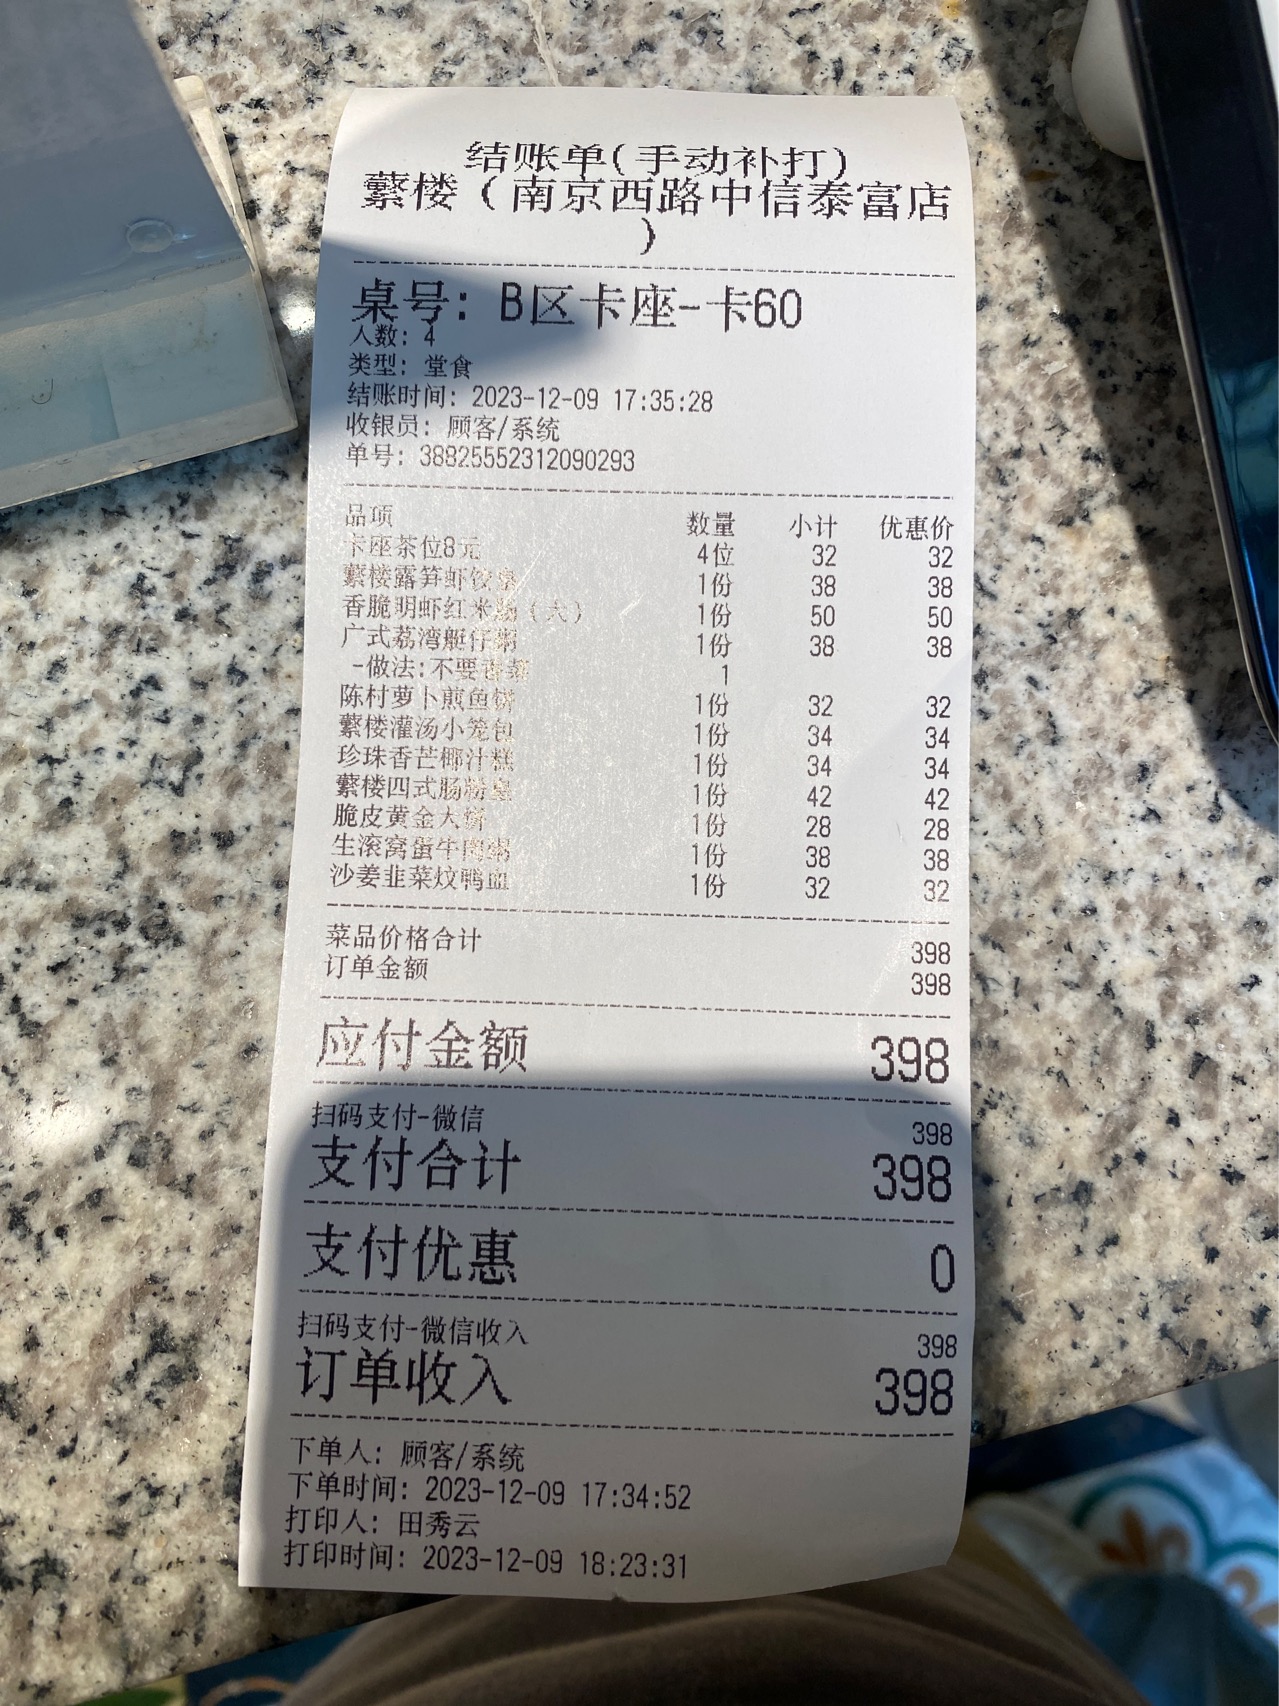 结账单(手动补打)
蘩楼（南京西路中信泰富店
）
桌号: B区卡座-卡60
人数: 4
类型: 堂食
结账时间: 2023-12-09 17:35:28
收银员: 顾客/系统
单号: 38825552312090293
品项 数量 小计 优惠价
卡座茶位8元 4位 32 32
蘩楼露笋虾饺皇 1份 38 38
香脆明虾红米肠（大） 1份 50 50
广式荔湾艇仔粥 1份 38 38
-做法:不要香菜 1
陈村萝卜煎鱼饼 1份 32 32
蘩楼灌汤小笼包 1份 34 34
珍珠香芒椰汁糕 1份 34 34
蘩楼四式肠粉皇 1份 42 42
脆皮黄金大饼 1份 28 28
生滚窝蛋牛肉粥 1份 38 38
沙姜韭菜炆鸭血 1份 32 32
菜品价格合计 398
订单金额 398
应付金额 398
扫码支付-微信 398
支付合计 398
支付优惠 0
扫码支付-微信收入 398
订单收入 398
下单人: 顾客/系统
下单时间: 2023-12-09 17:34:52
打印人: 田秀云
打印时间: 2023-12-09 18:23:31